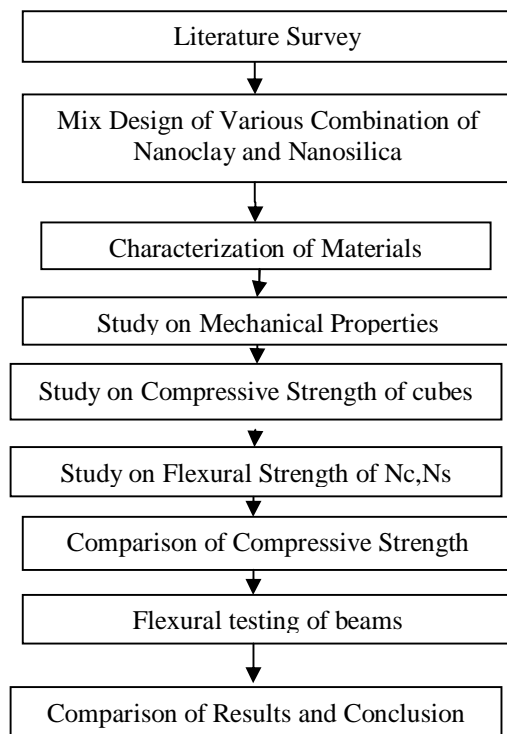 Literature Survey
Mix Design of Various Combination of
Nanoclay and Nanosilica
Characterization of Materials
Study on Mechanical Properties
Study on Compressive Strength of cubes
Study on Flexural Strength of Nc,Ns
Comparison of Compressive Strength
Flexural testing of beams
Comparison of Results and Conclusion